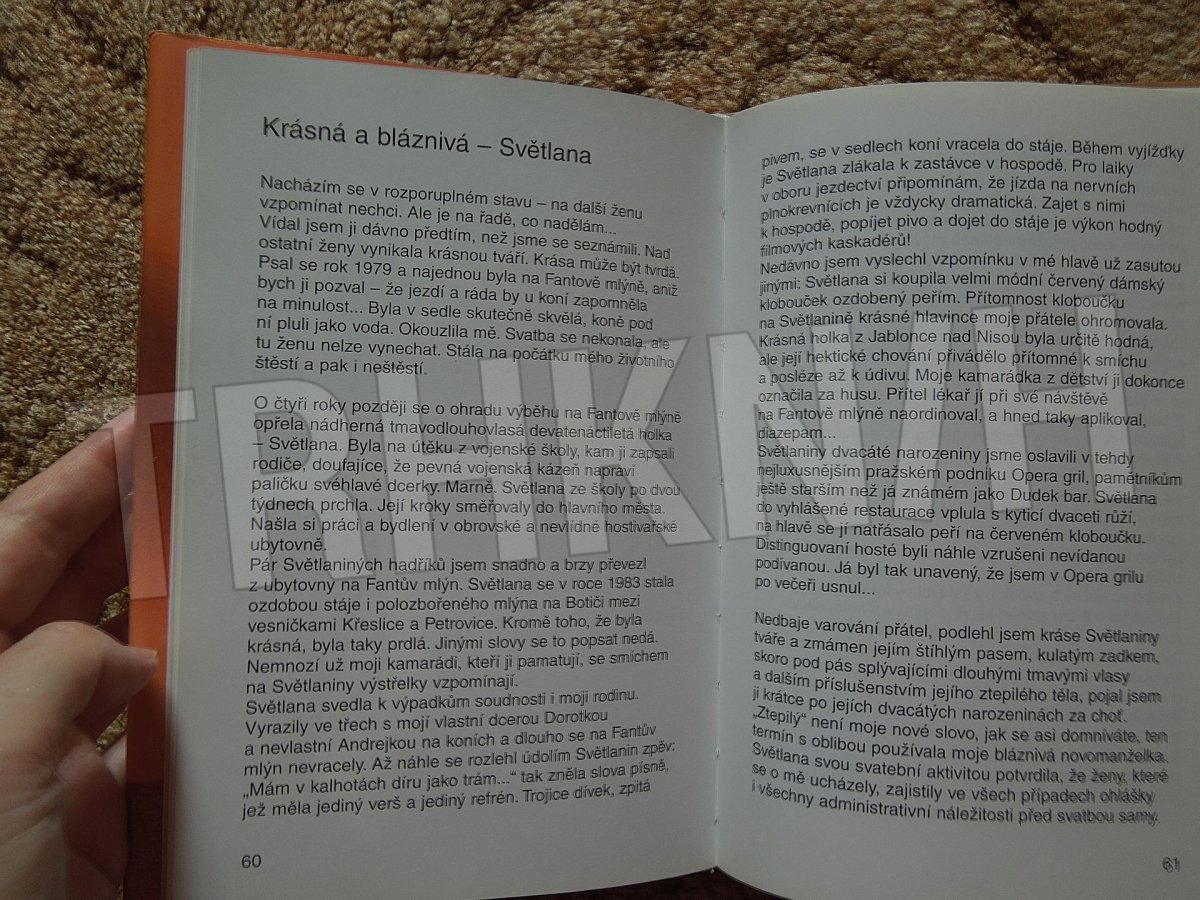 Krásná a bláznivá – Světlana
Nacházím se v rozporuplném stavu – na další ženu
vzpomínat nechci. Ale je na řadě, co nadělám...
Vídal jsem ji dávno předtím, než jsme se seznámili. Nad
ostatní ženy vynikala krásnou tváří. Krása může být tvrdá.
Psal se rok 1979 a najednou byla na Fantově mlýně, aniž
bych ji pozval – že jezdí a ráda by u koní zapomněla
na minulost... Byla v sedle skutečně skvělá, koně pod
ní pluli jako voda. Okouzlila mě. Svatba se nekonala, ale
tu ženu nelze vynechat. Stála na počátku mého životního
štěstí a pak i neštěstí.
O čtyři roky později se o ohradu výběhu na Fantově mlýně
opřela nádherná tmavodlouhovlasá devatenáctiletá holka
– Světlana. Byla na útěku z vojenské školy, kam ji zapsali
rodiče, doufajíce, že pevná vojenská kázeň napraví
paličku svéhlavé dcerky. Marně. Světlana ze školy po dvou
týdnech prchla. Její kroky směřovaly do hlavního města.
Našla si práci a bydlení v obrovské a nevlídné hostivařské
ubytovně.
Pár Světlaniných hadříků jsem snadno a brzy převezl
z ubytovny na Fantův mlýn. Světlana se v roce 1983 stala
ozdobou stáje i polozbořeného mlýna na Botiči mezi
vesničkami Křeslice a Petrovice. Kromě toho, že byla
krásná, byla taky prdlá. Jinými slovy se to popsat nedá.
Nemnozí už moji kamarádi, kteří ji pamatují, se smíchem
na Světlaniny výstřelky vzpomínají.
Světlana svedla k výpadkům soudnosti i moji rodinu.
Vyrazily ve třech s mojí vlastní dcerou Dorotkou
a nevlastní Andrejkou na koních a dlouho se na Fantův
mlýn nevracely. Až náhle se rozlehl údolím Světlanin zpěv:
„Mám v kalhotách díru jako trám...“ tak zněla slova písně,
jež měla jediný verš a jediný refrén. Trojice dívek, zpitá
60
pivem, se v sedlech koní vracela do stáje. Během vyjížďky
je Světlana zlákala k zastávce v hospodě. Pro laiky
v oboru jezdectví připomínám, že jízda na nervních
plnokrevnících je vždycky dramatická. Zajet s nimi
k hospodě, popíjet pivo a dojet do stáje je výkon hodný
filmových kaskadérů!
Nedávno jsem vyslechl vzpomínku v mé hlavě už zasutou
jinými: Světlana si koupila velmi módní červený dámský
klobouček ozdobený peřím. Přítomnost kloboučku
na Světlanině krásné hlavince moje přátele ohromovala.
Krásná holka z Jablonce nad Nisou byla určitě hodná,
ale její hektické chování přivádělo přítomné k smíchu
a posléze až k údivu. Moje kamarádka z dětství ji dokonce
označila za husu. Přítel lékař jí při své návštěvě
na Fantově mlýně naordinoval, a hned taky aplikoval,
diazepam...
Světlaniny dvacáté narozeniny jsme oslavili v tehdy
nejluxusnějším pražském podniku Opera gril, pamětníkům
ještě starším než já známém jako Dudek bar. Světlana
do vyhlášené restaurace vplula s kyticí dvaceti růží,
na hlavě se jí natřásalo peří na červeném kloboučku.
Distinguovaní hosté byli náhle vzrušeni nevídanou
podívanou. Já byl tak unavený, že jsem v Opera grilu
po večeři usnul...
Nedbaje varování přátel, podlehl jsem kráse Světlaniny
tváře a zmámen jejím štíhlým pasem, kulatým zadkem,
skoro pod pás splývajícími dlouhými tmavými vlasy
a dalším příslušenstvím jejího ztepilého těla, pojal jsem
ji krátce po jejích dvacátých narozeninách za choť.
„Ztepilý“ není moje nové slovo, jak se asi domníváte, ten
termín s oblibou používala moje bláznivá novomanželka.
Světlana svou svatební aktivitou potvrdila, že ženy, které
se o mě ucházely, zajistily ve všech případech ohlášky
i všechny administrativní náležitosti před svatbou samy.
61
TRHKNIH